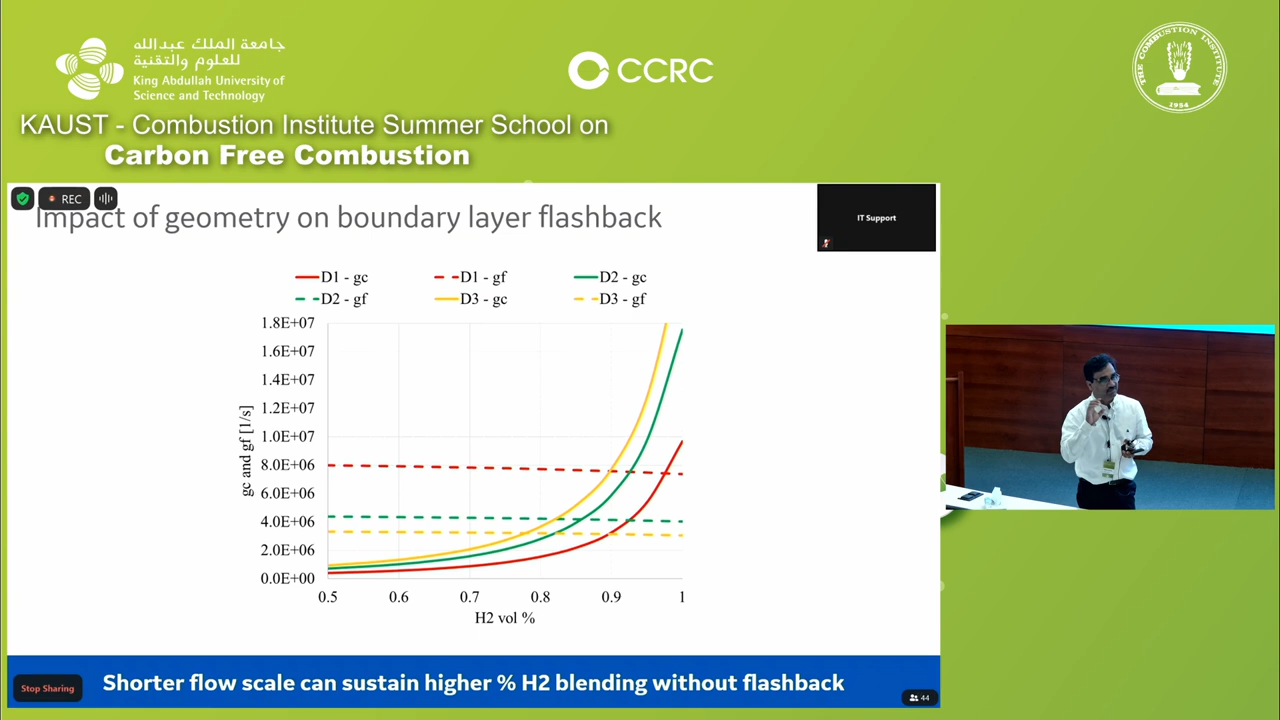 جامعة الملك عبدالله
للعلوم والتقنية
King Abdullah University of
Science and Technology
CCRC
THE COMBUSTION INSTITUTE
1954
KAUST - Combustion Institute Summer School on
Carbon Free Combustion
REC
Impact of geometry on boundary layer flashback
IT Support
D1 - gc
D1 - gf
D2 - gc
D2 - gf
D3 - gc
D3 - gf
1.8E+07
1.6E+07
1.4E+07
1.2E+07
1.0E+07
8.0E+06
6.0E+06
4.0E+06
2.0E+06
0.0E+00
gc and gf [1/s]
0.5 0.6 0.7 0.8 0.9 1
H2 vol %
Stop Sharing
Shorter flow scale can sustain higher % H2 blending without flashback
44